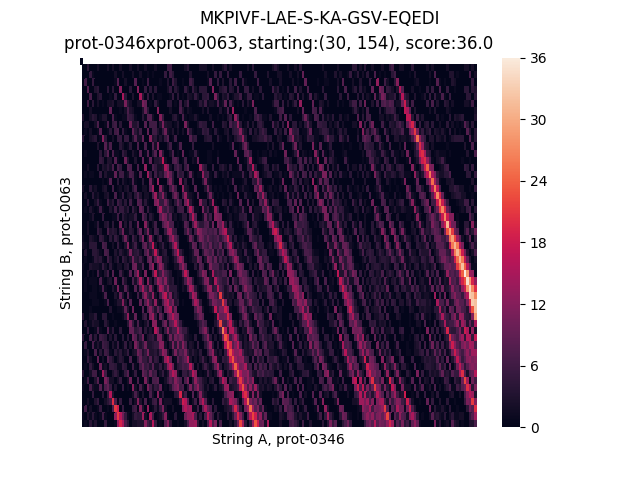 MKPIVF-LAE-S-KA-GSV-EQEDI
prot-0346xprot-0063, starting:(30, 154), score:36.0
36
30
24
18
12
6
0
String B, prot-0063
String A, prot-0346